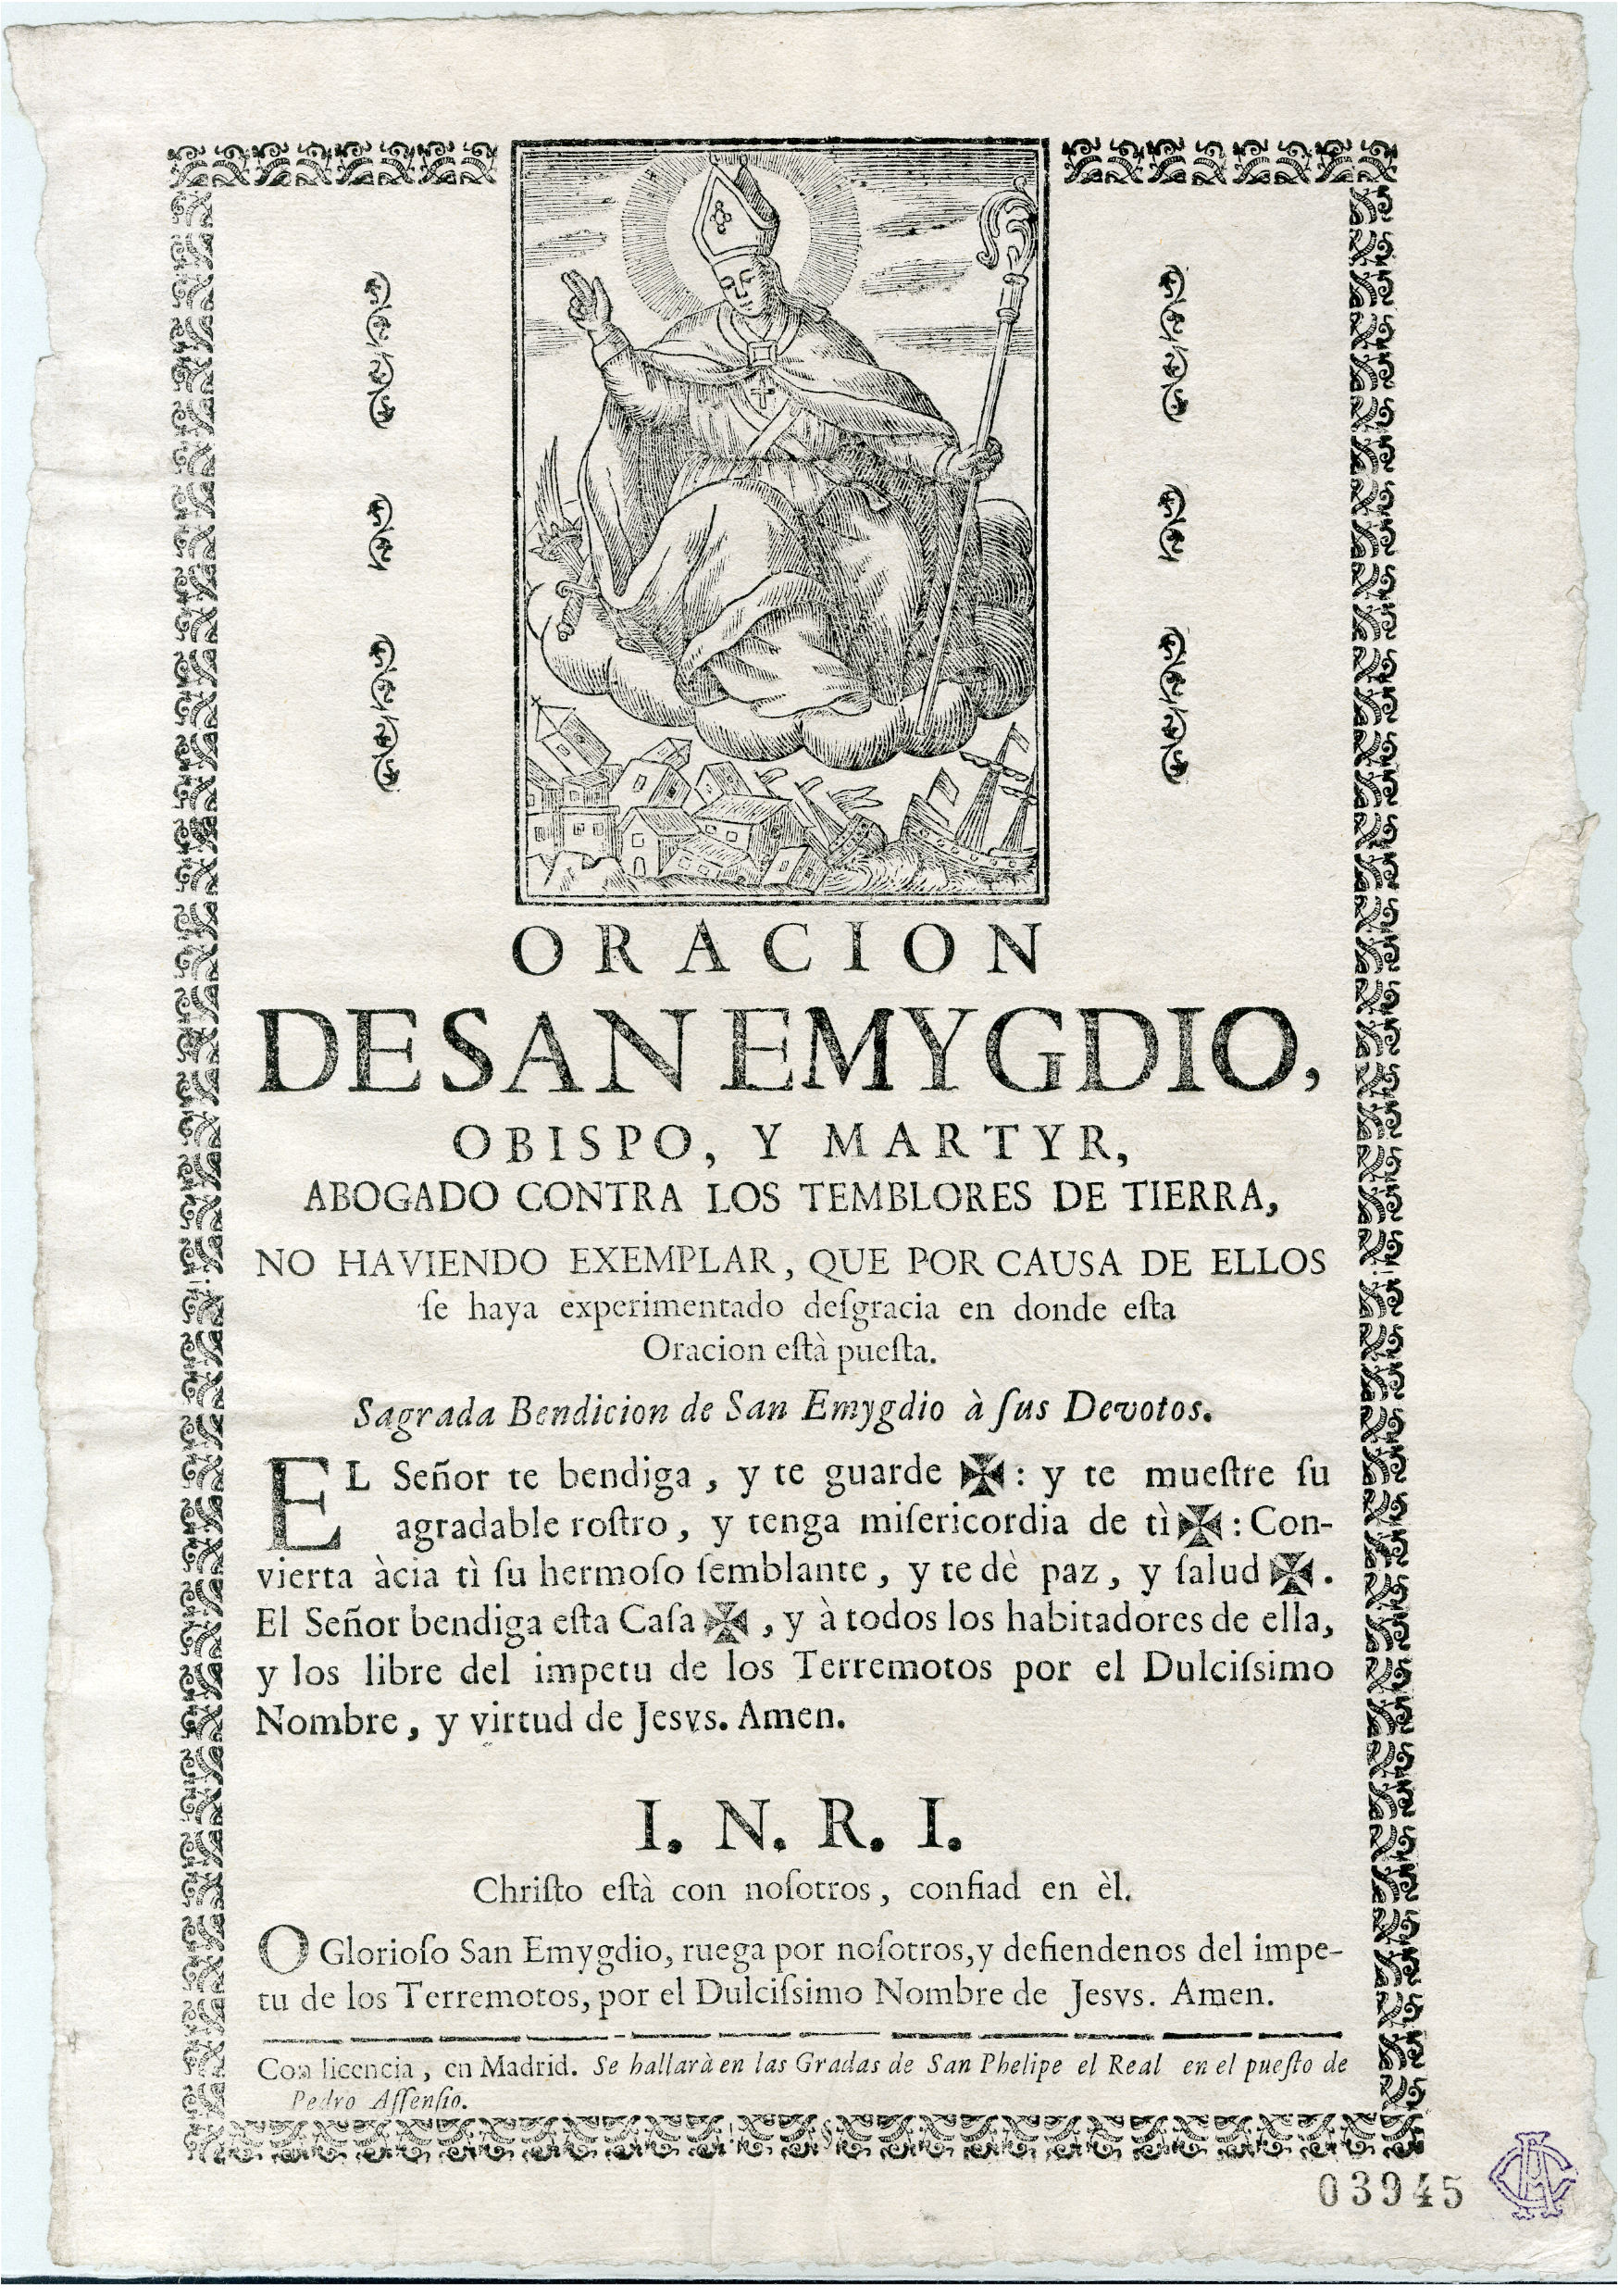 ORACION
DE SAN EMYGDIO,
OBISPO, Y MARTYR,
ABOGADO CONTRA LOS TEMBLORES DE TIERRA,
NO HAVIENDO EXEMPLAR, QUE POR CAUSA DE ELLOS
ſe haya experimentado deſgracia en donde eſta
Oracion eſtà pueſta.
Sagrada Bendicion de San Emygdio à ſus Devotos.
EL Señor te bendiga, y te guarde ✠: y te mueſtre ſu
agradable roſtro, y tenga miſericordia de tì ✠: Con-
vierta àcia tì ſu hermoſo ſemblante, y te dè paz, y ſalud ✠.
El Señor bendiga eſta Caſa ✠, y à todos los habitadores de ella,
y los libre del impetu de los Terremotos por el Dulciſsimo
Nombre, y virtud de Jesvs. Amen.
I. N. R. I.
Chriſto eſtà con noſotros, confiad en èl.
O Glorioſo San Emygdio, ruega por noſotros, y defiendenos del impe-
tu de los Terremotos, por el Dulciſsimo Nombre de Jesvs. Amen.
Con licencia, en Madrid. Se hallarà en las Gradas de San Phelipe el Real en el pueſto de
Pedro Aſſenſio.
03945